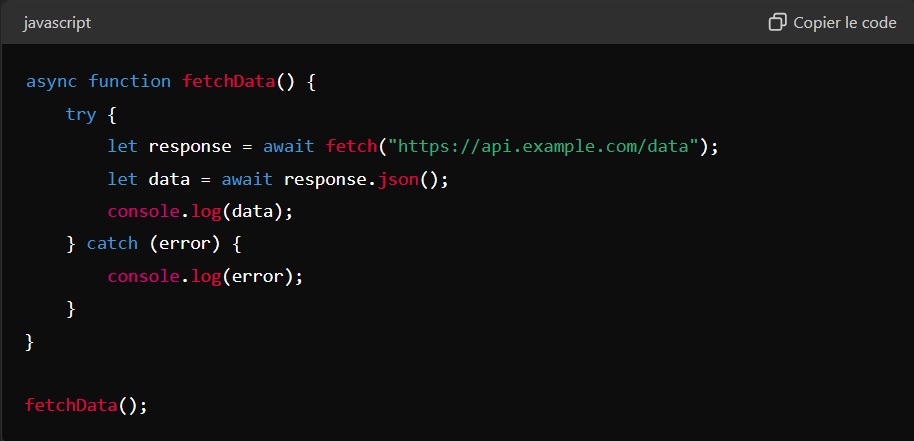 javascript
Copier le code
async function fetchData() {
    try {
        let response = await fetch("https://api.example.com/data");
        let data = await response.json();
        console.log(data);
    } catch (error) {
        console.log(error);
    }
}

fetchData();